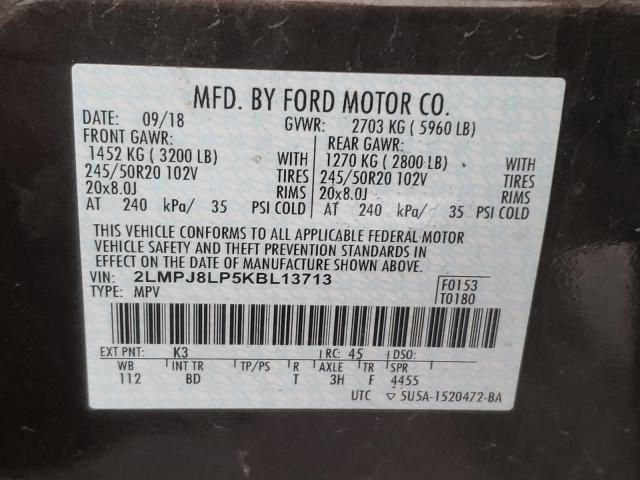 MFD. BY FORD MOTOR CO.
DATE: 09/18 GVWR: 2703 KG ( 5960 LB)
FRONT GAWR: REAR GAWR:
1452 KG ( 3200 LB) WITH 1270 KG ( 2800 LB) WITH
245/50R20 102V TIRES 245/50R20 102V TIRES
20x8.0J RIMS 20x8.0J RIMS
AT 240 kPa/ 35 PSI COLD AT 240 kPa/ 35 PSI COLD
THIS VEHICLE CONFORMS TO ALL APPLICABLE FEDERAL MOTOR
VEHICLE SAFETY AND THEFT PREVENTION STANDARDS IN
EFFECT ON THE DATE OF MANUFACTURE SHOWN ABOVE.
VIN: 2LMPJ8LP5KBL13713 F0153
TYPE: MPV T0180
EXT PNT: K3 RC: 45 DSO:
WB INT TR TP/PS R AXLE TR SPR
112 BD T 3H F 4455
UTC ▽ 5U5A-1520472-BA